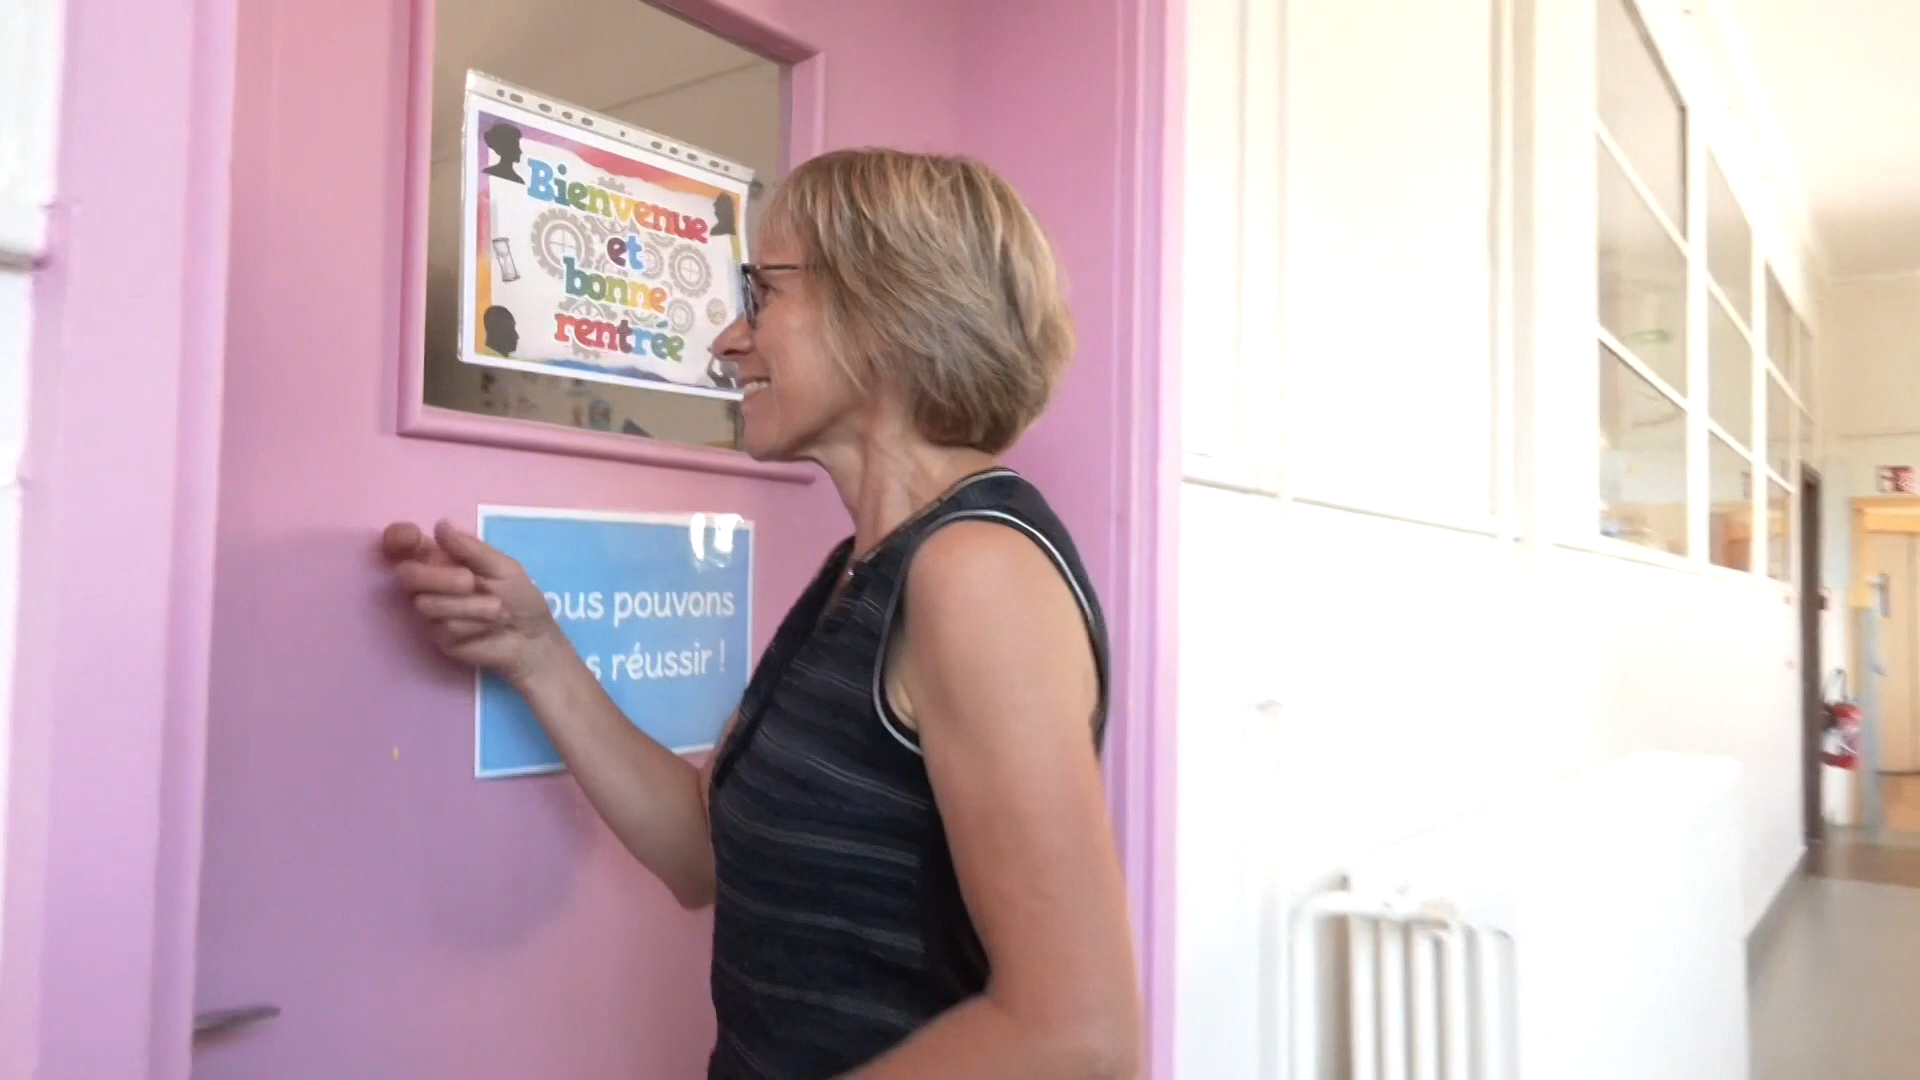 Bienvenue
et
bonne
rentrée
pouvons
réussir !